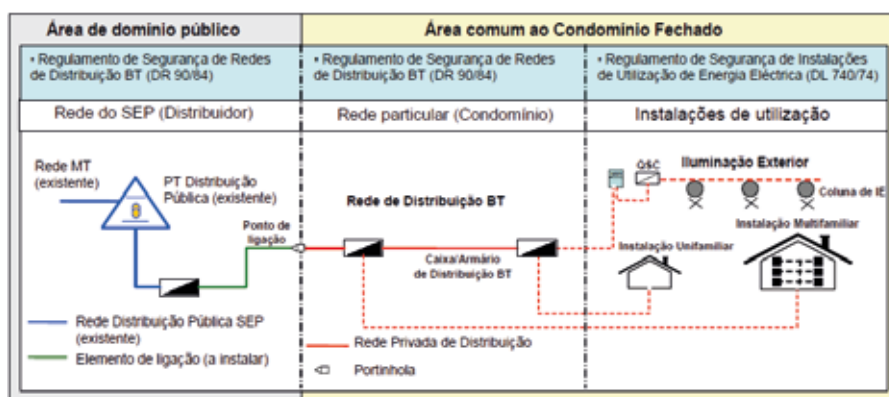 Área de domínio público
Área comum ao Condomínio Fechado
• Regulamento de Segurança de Redes
de Distribuição BT (DR 90/84)
• Regulamento de Segurança de Redes
de Distribuição BT (DR 90/84)
• Regulamento de Segurança de Instalações
de Utilização de Energia Eléctrica (DL 740/74)
Rede do SEP (Distribuidor)
Rede particular (Condomínio)
Instalações de utilização
Rede MT
(existente)
PT Distribuição
Pública (existente)
Ponto de
ligação
Rede Distribuição Pública SEP
(existente)
Elemento de ligação (a instalar)
Rede de Distribuição BT
Caixa/Armário
de Distribuição BT
Rede Privada de Distribuição
Portinhola
QSC
Iluminação Exterior
Coluna de IE
Instalação Unifamiliar
Instalação Multifamiliar